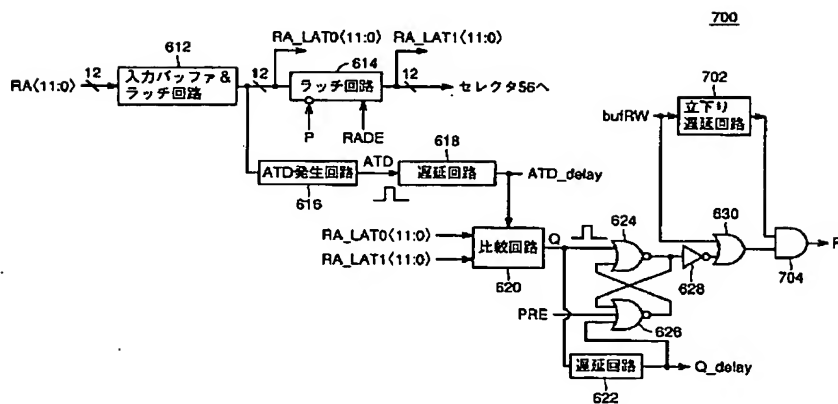 700
612
RA_LAT0〈11:0〉
RA_LAT1〈11:0〉
RA〈11:0〉
12
入力バッファ&
ラッチ回路
12
614
ラッチ回路
12
セレクタ56へ
P
RADE
702
bufRW
立下り
遅延回路
ATD発生回路
616
ATD
618
遅延回路
ATD_delay
RA_LAT0〈11:0〉
RA_LAT1〈11:0〉
比較回路
620
Q
624
628
630
704
P
PRE
626
遅延回路
622
Q_delay